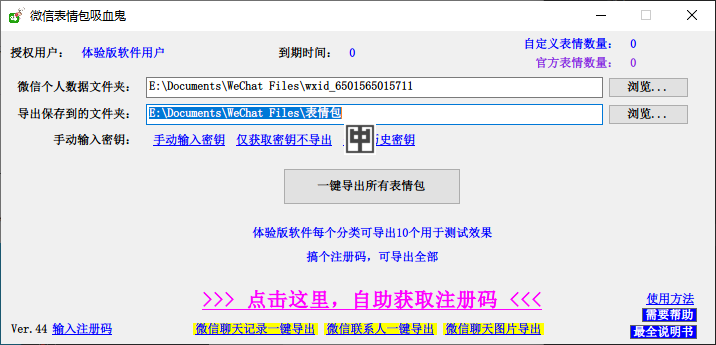 微信表情包吸血鬼
授权用户： 体验版软件用户 到期时间： 0 自定义表情数量： 0
官方表情数量： 0
微信个人数据文件夹： E:\Documents\WeChat Files\wxid_6501565015711 浏览...
导出保存到的文件夹： E:\Documents\WeChat Files\表情包 浏览...
手动输入密钥： 手动输入密钥 仅获取密钥不导出 中 历史密钥
一键导出所有表情包
体验版软件每个分类可导出10个用于测试效果
搞个注册码，可导出全部
>>> 点击这里，自助获取注册码 <<<
使用方法
需要帮助
Ver.44 输入注册码 微信聊天记录一键导出 微信联系人一键导出 微信聊天图片导出 最全说明书